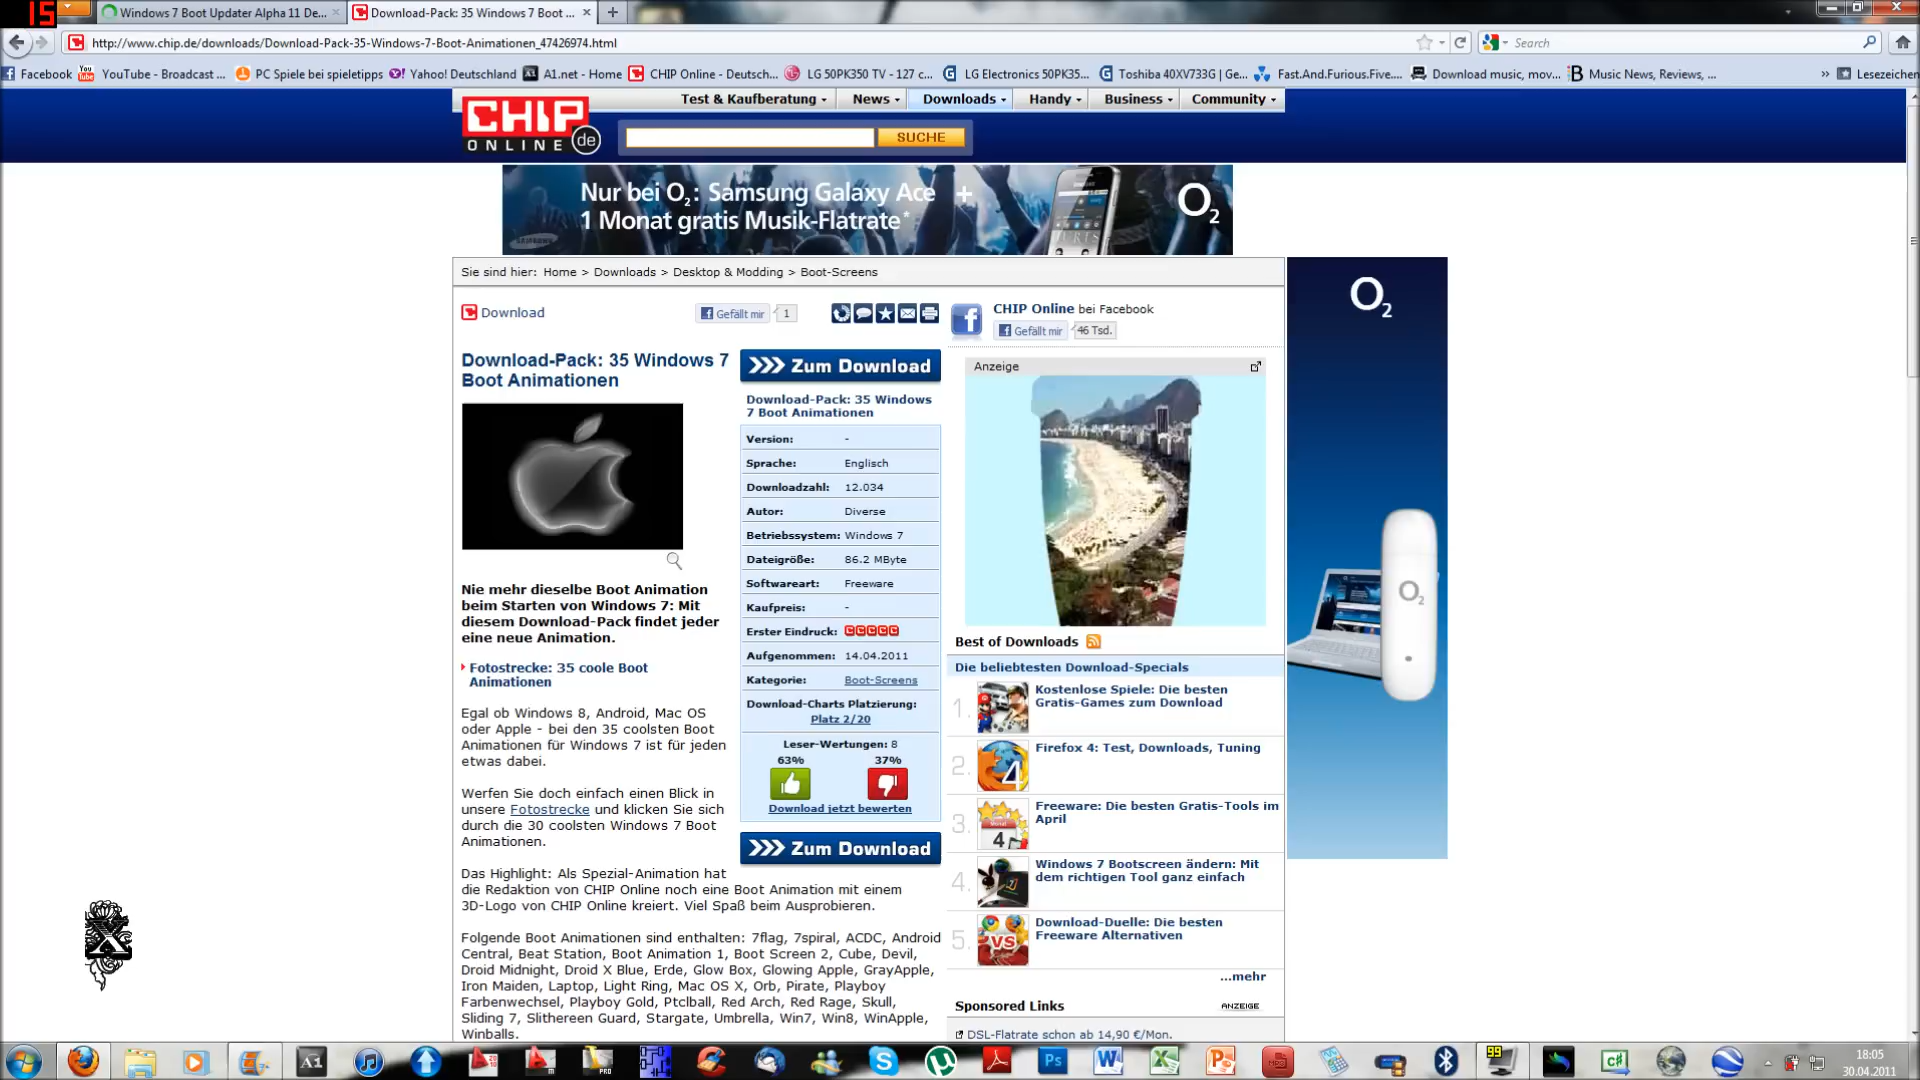 15
Windows 7 Boot Updater Alpha 11 De...
Download-Pack: 35 Windows 7 Boot ...
http://www.chip.de/downloads/Download-Pack-35-Windows-7-Boot-Animationen_47426974.html
Search
Facebook
YouTube - Broadcast ...
PC Spiele bei spieletipps
Yahoo! Deutschland
A1.net - Home
CHIP Online - Deutsch...
LG 50PK350 TV - 127 c...
LG Electronics 50PK35...
Toshiba 40XV733G | Ge...
Fast.And.Furious.Five....
Download music, mov...
Music News, Reviews, ...
Lesezeichen
CHIP
ONLINE de
Test & Kaufberatung
News
Downloads
Handy
Business
Community
SUCHE
Nur bei O2: Samsung Galaxy Ace +
1 Monat gratis Musik-Flatrate*
SAMSUNG
O2
Sie sind hier: Home > Downloads > Desktop & Modding > Boot-Screens
Download
Gefällt mir
1
CHIP Online bei Facebook
Gefällt mir
46 Tsd.
Download-Pack: 35 Windows 7
Boot Animationen
Nie mehr dieselbe Boot Animation
beim Starten von Windows 7: Mit
diesem Download-Pack findet jeder
eine neue Animation.
Fotostrecke: 35 coole Boot
Animationen
Egal ob Windows 8, Android, Mac OS
oder Apple - bei den 35 coolsten Boot
Animationen für Windows 7 ist für jeden
etwas dabei.
Werfen Sie doch einfach einen Blick in
unsere Fotostrecke und klicken Sie sich
durch die 30 coolsten Windows 7 Boot
Animationen.
Das Highlight: Als Spezial-Animation hat
die Redaktion von CHIP Online noch eine Boot Animation mit einem
3D-Logo von CHIP Online kreiert. Viel Spaß beim Ausprobieren.
Folgende Boot Animationen sind enthalten: 7flag, 7spiral, ACDC, Android
Central, Beat Station, Boot Animation 1, Boot Screen 2, Cube, Devil,
Droid Midnight, Droid X Blue, Erde, Glow Box, Glowing Apple, GrayApple,
Iron Maiden, Laptop, Light Ring, Mac OS X, Orb, Pirate, Playboy
Farbenwechsel, Playboy Gold, Ptclball, Red Arch, Red Rage, Skull,
Sliding 7, Slithereen Guard, Stargate, Umbrella, Win7, Win8, WinApple,
Winballs.
Zum Download
Download-Pack: 35 Windows
7 Boot Animationen
Version: -
Sprache: Englisch
Downloadzahl: 12.034
Autor: Diverse
Betriebssystem: Windows 7
Dateigröße: 86.2 MByte
Softwareart: Freeware
Kaufpreis: -
Erster Eindruck:
Aufgenommen: 14.04.2011
Kategorie: Boot-Screens
Download-Charts Platzierung:
Platz 2/20
Leser-Wertungen: 8
63% 37%
Download jetzt bewerten
Zum Download
Anzeige
Best of Downloads
Die beliebtesten Download-Specials
1.
Kostenlose Spiele: Die besten
Gratis-Games zum Download
2.
Firefox 4: Test, Downloads, Tuning
3.
Freeware: Die besten Gratis-Tools im
April
4.
Windows 7 Bootscreen ändern: Mit
dem richtigen Tool ganz einfach
5.
Download-Duelle: Die besten
Freeware Alternativen
...mehr
Sponsored Links
ANZEIGE
DSL-Flatrate schon ab 14,90 €/Mon.
O2
O2
X
18:05
30.04.2011